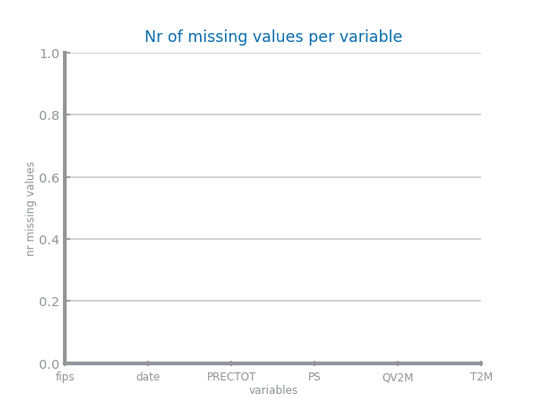 Nr of missing values per variable
1.0
0.8
0.6
0.4
0.2
0.0
nr missing values
fips date PRECTOT PS QV2M T2M
variables